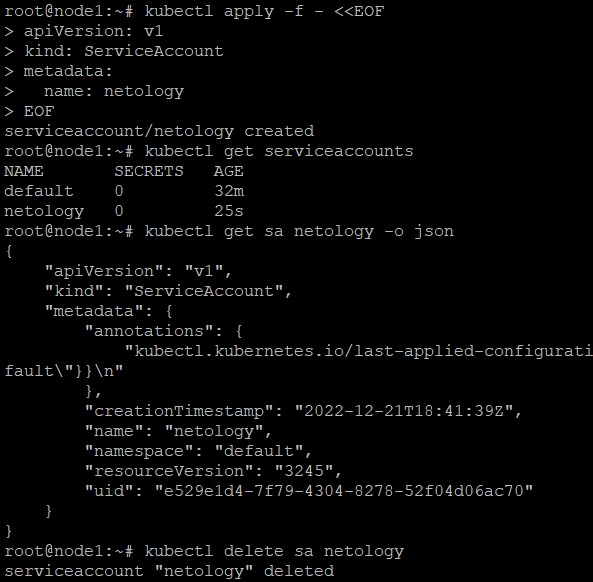 root@node1:~# kubectl apply -f - <<EOF
> apiVersion: v1
> kind: ServiceAccount
> metadata:
>   name: netology
> EOF
serviceaccount/netology created
root@node1:~# kubectl get serviceaccounts
NAME       SECRETS   AGE
default    0         32m
netology   0         25s
root@node1:~# kubectl get sa netology -o json
{
    "apiVersion": "v1",
    "kind": "ServiceAccount",
    "metadata": {
        "annotations": {
            "kubectl.kubernetes.io/last-applied-configurati
fault\"}}\n"
        },
        "creationTimestamp": "2022-12-21T18:41:39Z",
        "name": "netology",
        "namespace": "default",
        "resourceVersion": "3245",
        "uid": "e529e1d4-7f79-4304-8278-52f04d06ac70"
    }
}
root@node1:~# kubectl delete sa netology
serviceaccount "netology" deleted